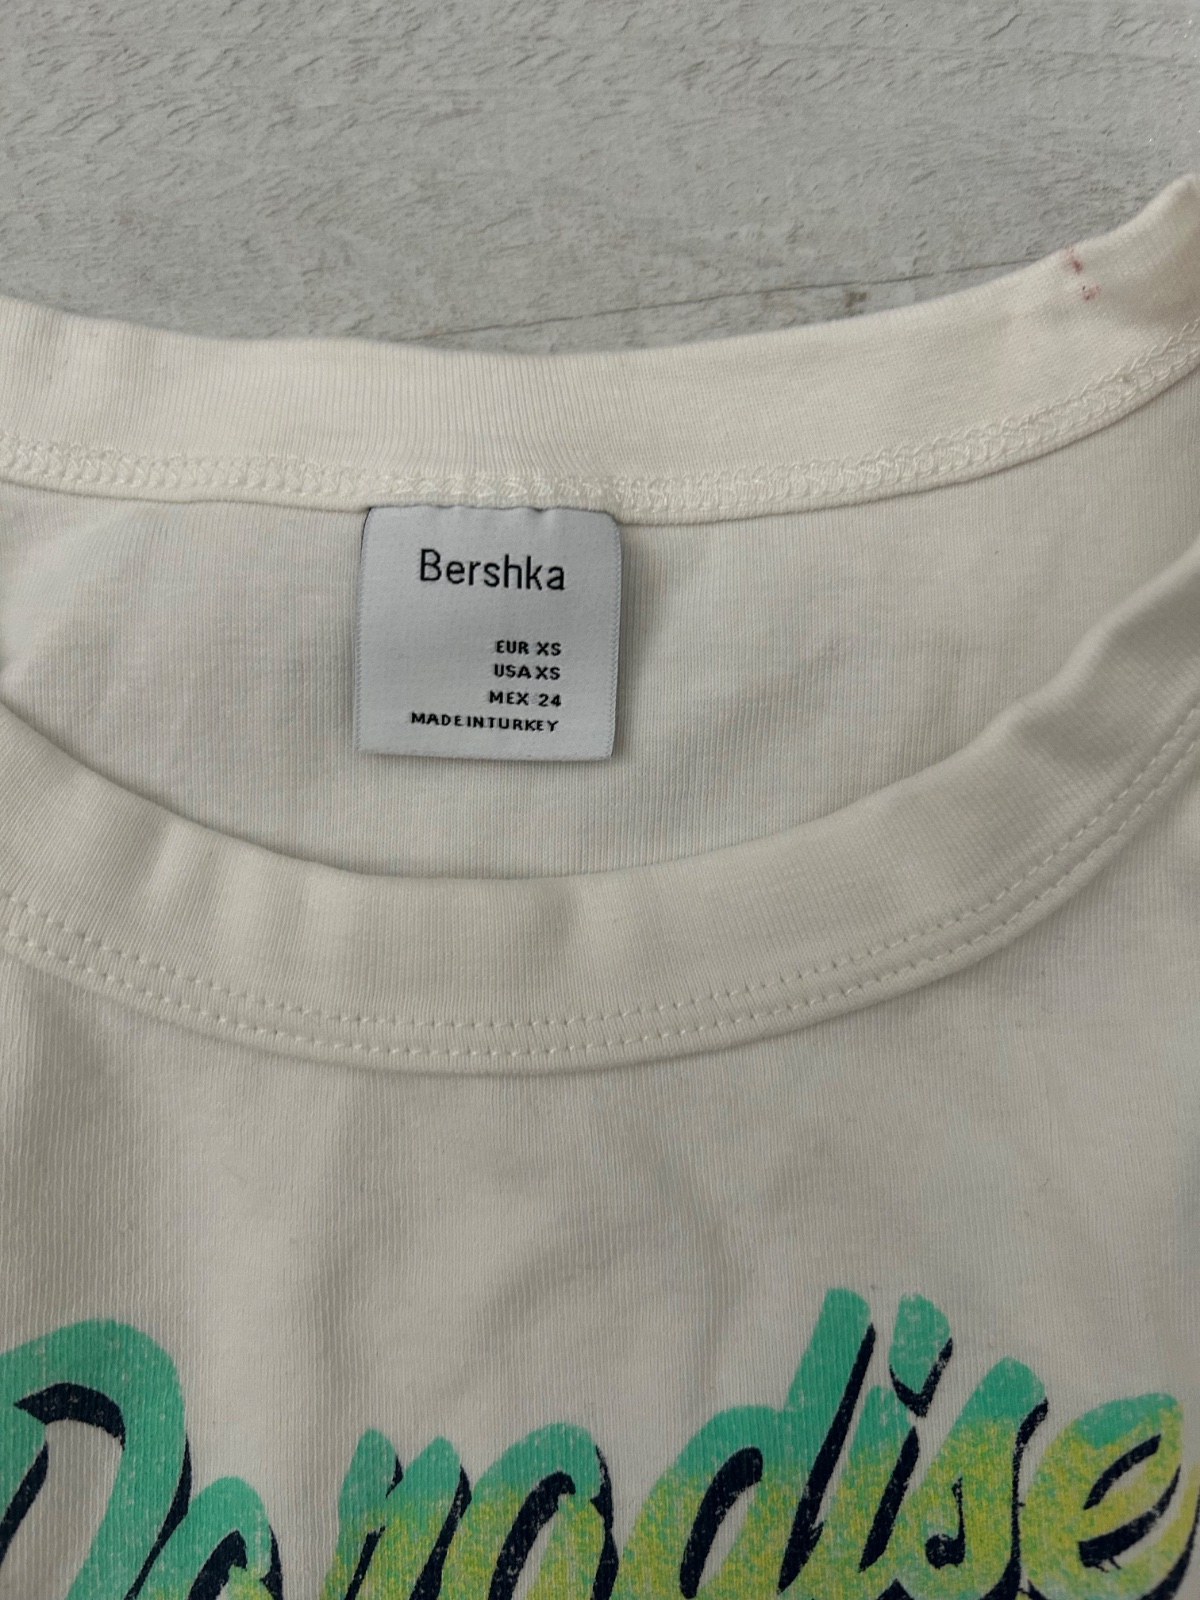 Bershka
EUR XS
USA XS
MEX 24
MADE IN TURKEY
Paradise